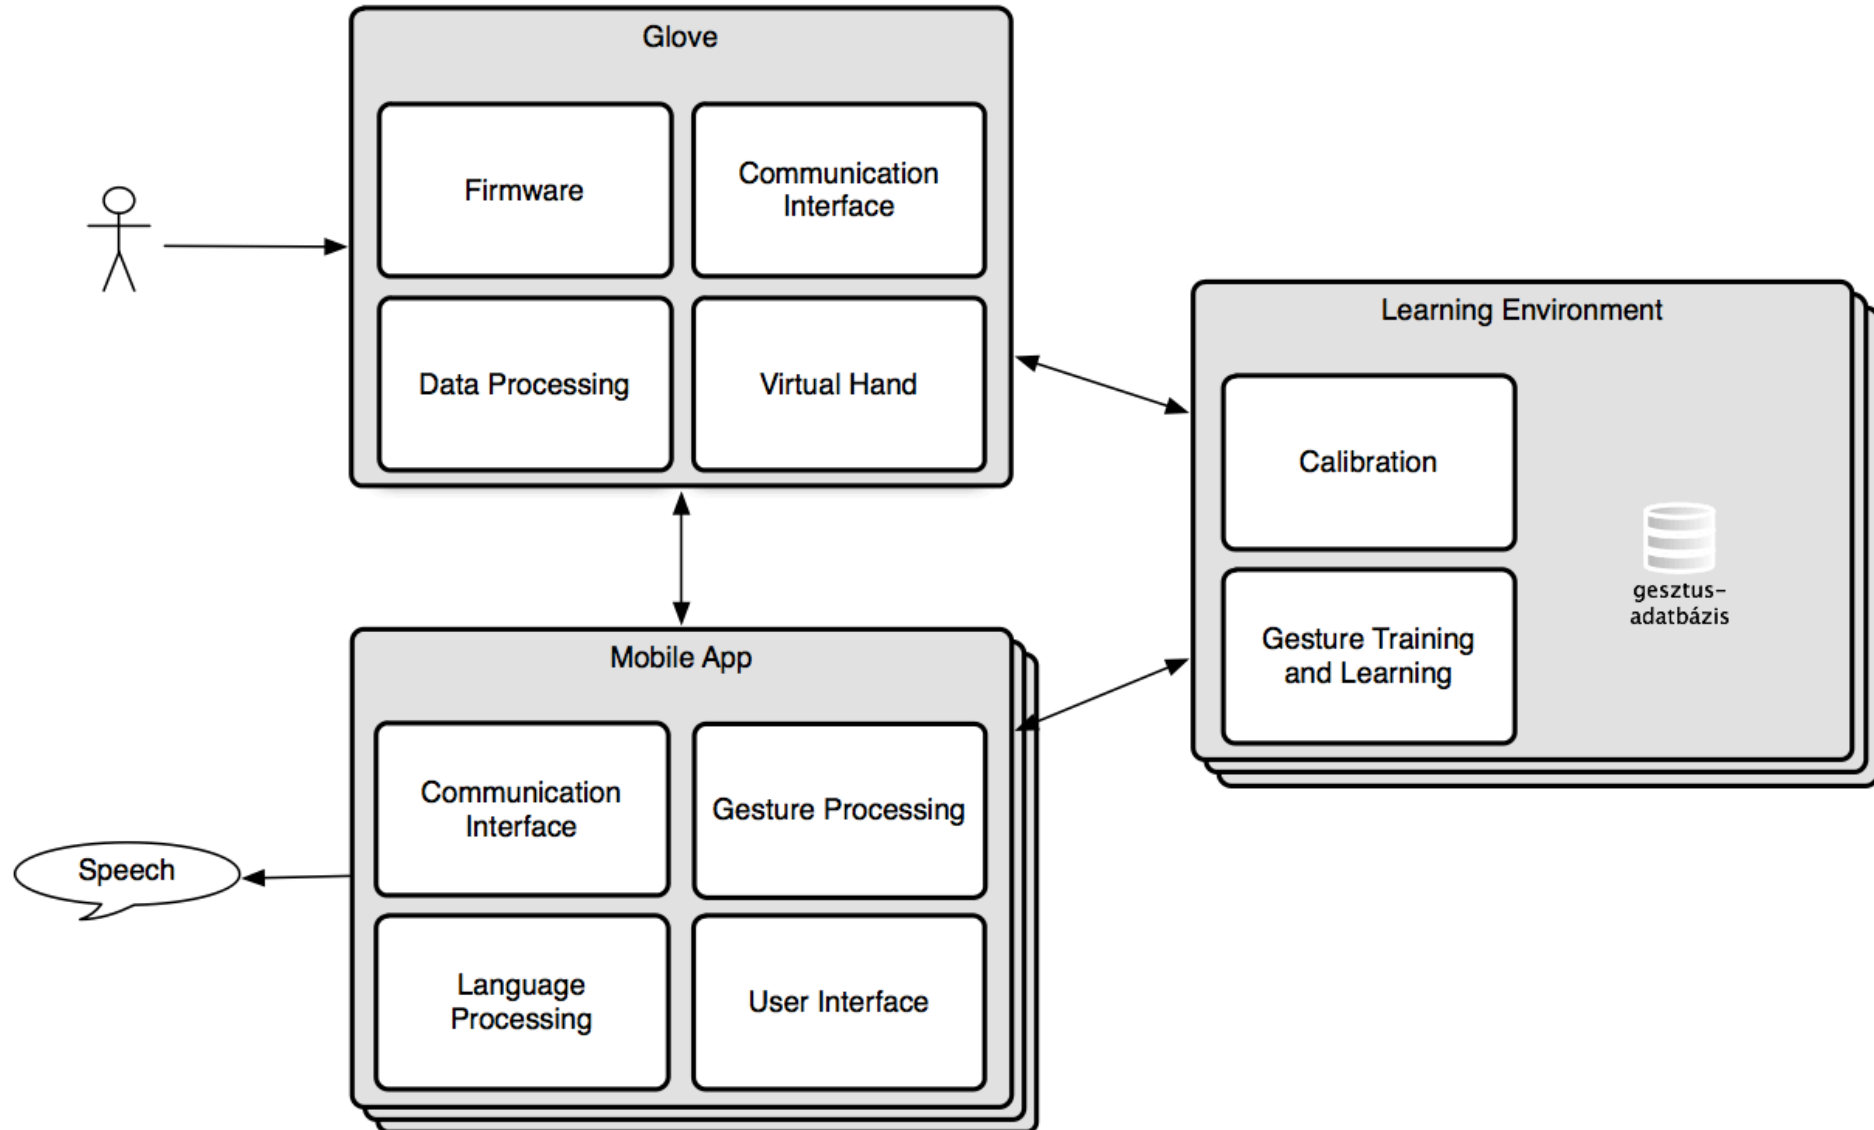 Glove
Firmware
Communication
Interface
Data Processing
Virtual Hand
Learning Environment
Calibration
gesztus-
adatbázis
Gesture Training
and Learning
Mobile App
Communication
Interface
Gesture Processing
Speech
Language
Processing
User Interface